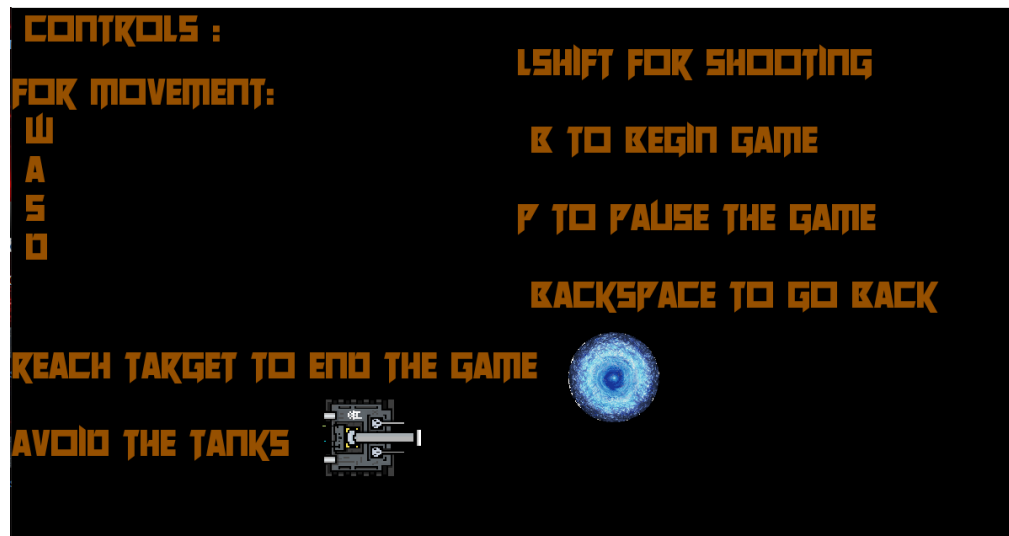 CONTROLS :
FOR MOVEMENT:
W
A
S
D
LSHIFT FOR SHOOTING
B TO BEGIN GAME
P TO PAUSE THE GAME
BACKSPACE TO GO BACK
REACH TARGET TO END THE GAME
AVOID THE TANKS